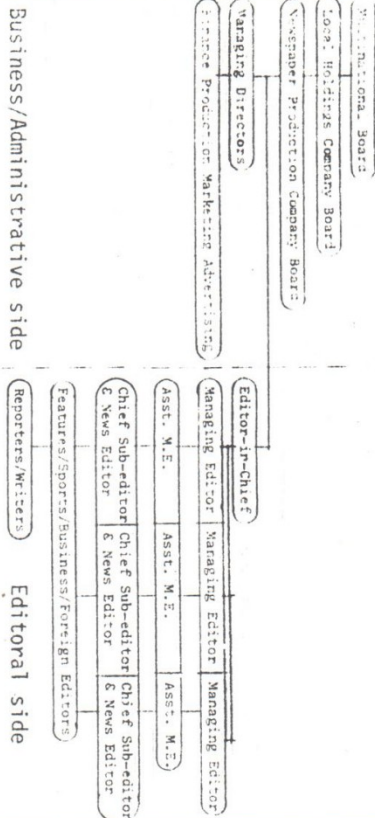 Multinational Board
Local Holdings Company Board
Newspaper Production Company Board
Managing Directors
Finance Production Marketing Advertising
Business/Administrative side
Editor-in-Chief
Managing Editor Managing Editor Managing Editor
Asst. M.E. Asst. M.E. Asst. M.E.
Chief Sub-editor Chief Sub-editor Chief Sub-editor
& News Editor & News Editor & News Editor
Features/Sports/Business/Foreign Editors
Reporters/Writers
Editoral side